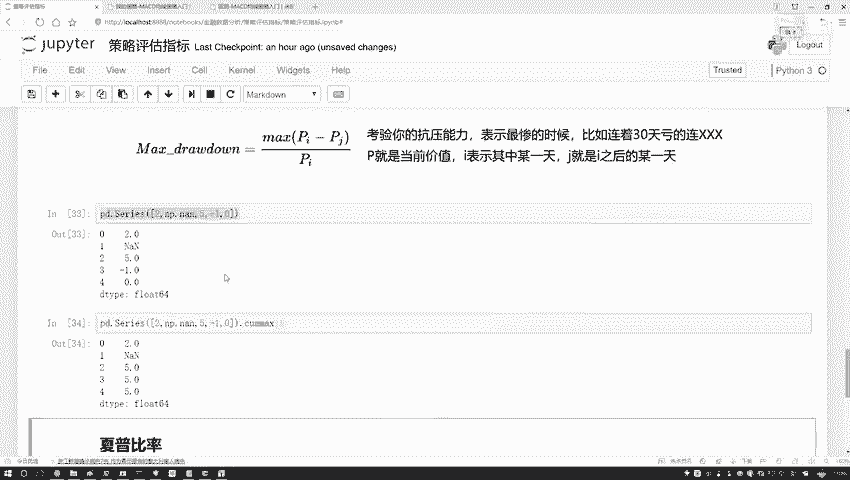 策略评估指标
http://localhost:8888/notebooks/金融数据分析/策略评估指标/策略评估指标.ipynb#
jupyter 策略评估指标 Last Checkpoint: an hour ago (unsaved changes)
Logout
File Edit View Insert Cell Kernel Widgets Help
Trusted Python 3
Markdown
Max_drawdown = max(P_i − P_j) / P_i
考验你的抗压能力，表示最惨的时候，比如连着30天亏的连XXX
P就是当前价值，i表示其中某一天，j就是i之后的某一天
In [33]: pd.Series([2,np.nan,5,-1,0])
Out[33]: 0 2.0
1 NaN
2 5.0
3 -1.0
4 0.0
dtype: float64
In [34]: pd.Series([2,np.nan,5,-1,0]).cummax
Out[34]: 0 2.0
1 NaN
2 5.0
3 5.0
4 5.0
dtype: float64
夏普比率